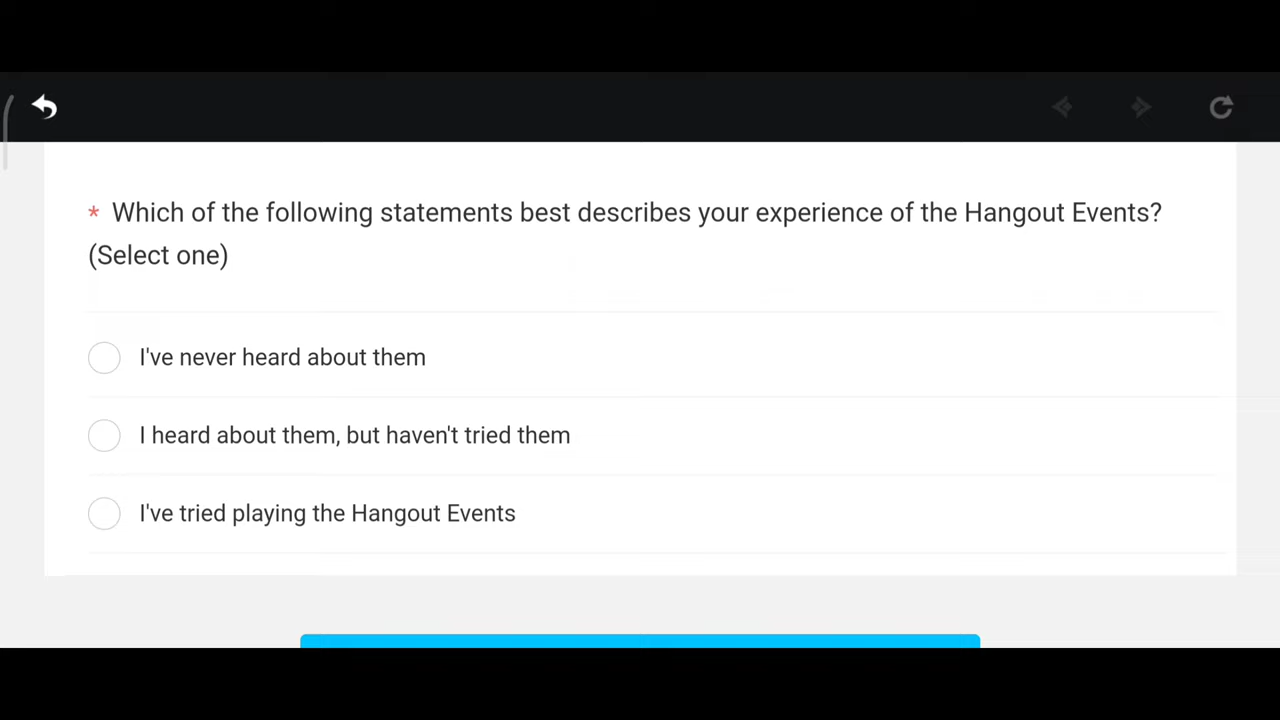 * Which of the following statements best describes your experience of the Hangout Events?
(Select one)
I've never heard about them
I heard about them, but haven't tried them
I've tried playing the Hangout Events